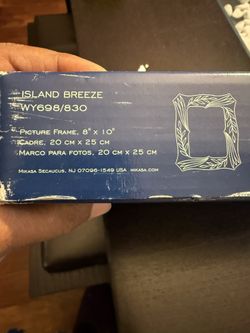 ISLAND BREEZE
WY698/830
PICTURE FRAME, 8" X 10"
CADRE, 20 CM X 25 CM
MARCO PARA FOTOS, 20 CM X 25 CM
MIKASA SECAUCUS, NJ 07096-1549 USA MIKASA.COM